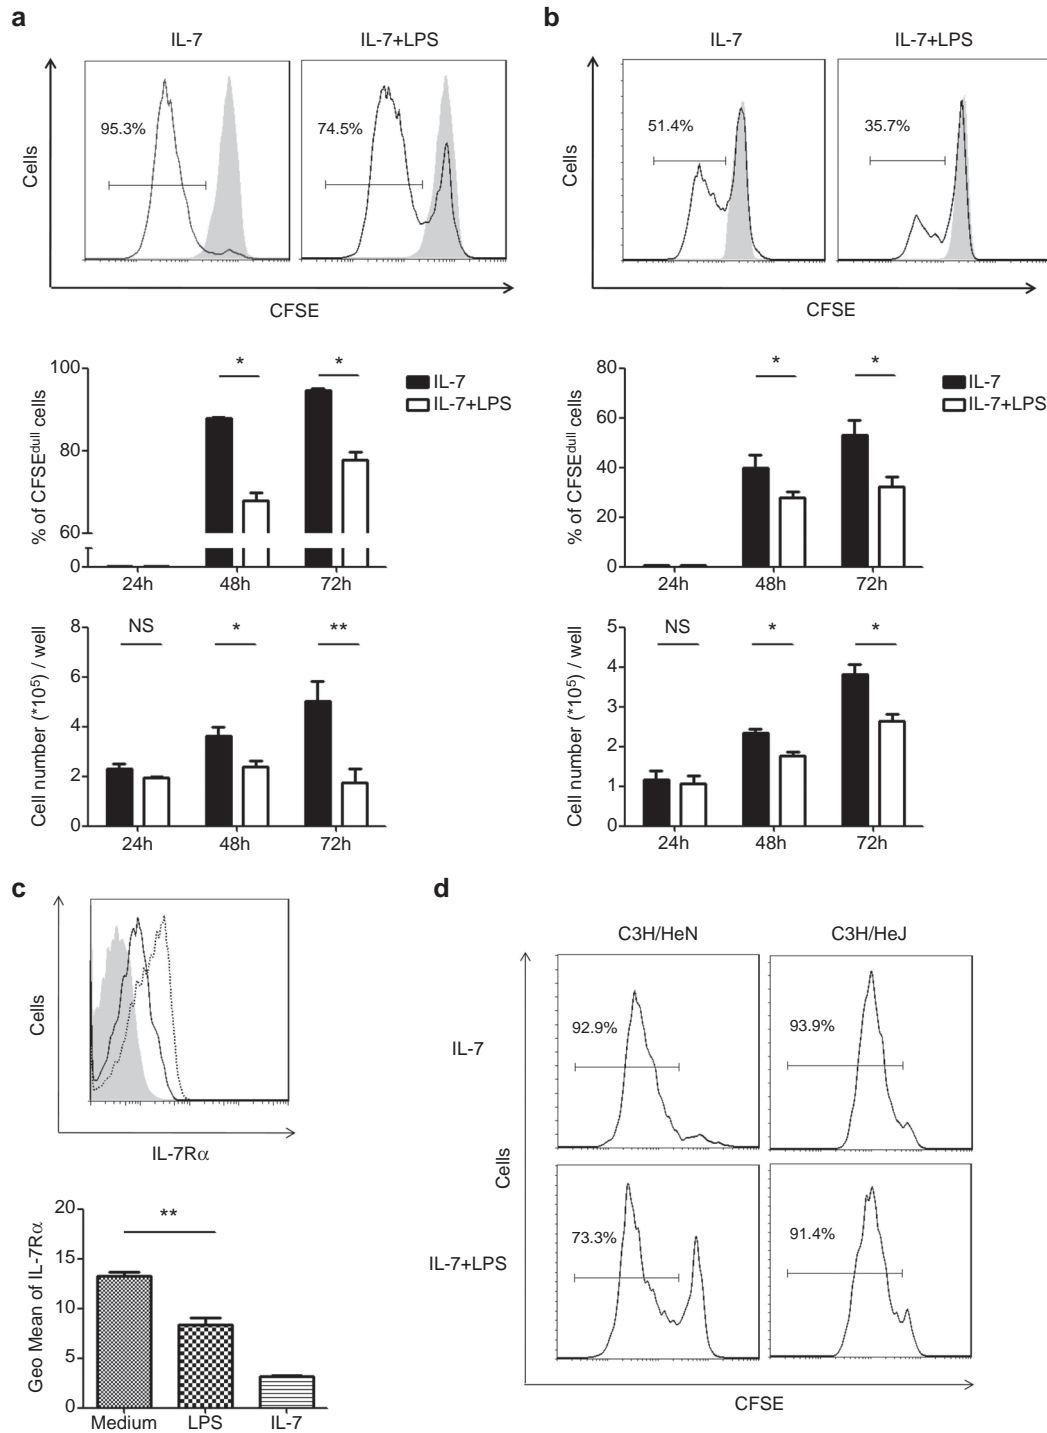 a
IL-7
IL-7+LPS
95.3%
74.5%
Cells
CFSE
% of CFSEdull cells
100
80
60
0
*
*
IL-7
IL-7+LPS
24h
48h
72h
Cell number (*10⁵) / well
8
6
4
2
0
NS
*
**
24h
48h
72h
b
IL-7
IL-7+LPS
51.4%
35.7%
Cells
CFSE
% of CFSEdull cells
80
60
40
20
0
*
*
IL-7
IL-7+LPS
24h
48h
72h
Cell number (*10⁵) / well
5
4
3
2
1
0
NS
*
*
24h
48h
72h
c
Cells
IL-7Rα
Geo Mean of IL-7Rα
20
15
10
5
0
**
Medium
LPS
IL-7
d
C3H/HeN
C3H/HeJ
IL-7
92.9%
93.9%
Cells
IL-7+LPS
73.3%
91.4%
CFSE